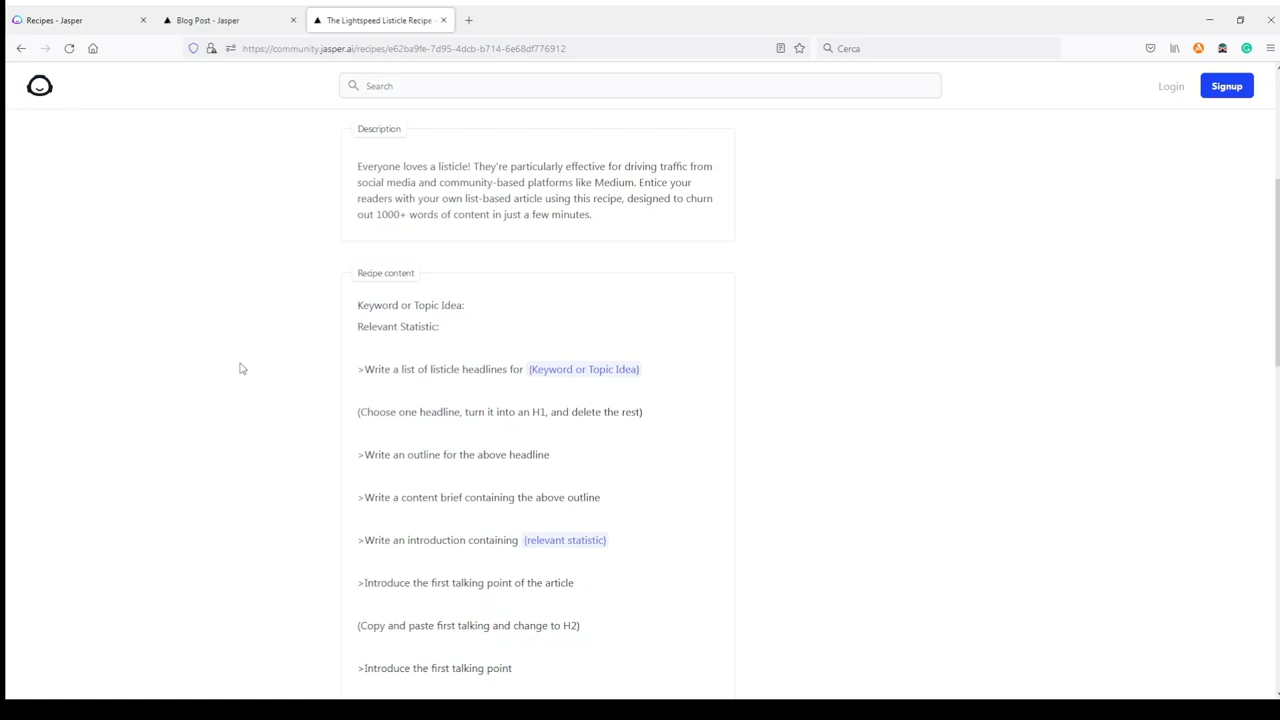 Recipes - Jasper
Blog Post - Jasper
The Lightspeed Listicle Recipe -
https://community.jasper.ai/recipes/e62ba9fe-7d95-4dcb-b714-6e68df776912
Cerca
Search
Login
Signup
Description
Everyone loves a listicle! They're particularly effective for driving traffic from
social media and community-based platforms like Medium. Entice your
readers with your own list-based article using this recipe, designed to churn
out 1000+ words of content in just a few minutes.
Recipe content
Keyword or Topic Idea:
Relevant Statistic:
>Write a list of listicle headlines for {Keyword or Topic Idea}
(Choose one headline, turn it into an H1, and delete the rest)
>Write an outline for the above headline
>Write a content brief containing the above outline
>Write an introduction containing {relevant statistic}
>Introduce the first talking point of the article
(Copy and paste first talking and change to H2)
>Introduce the first talking point